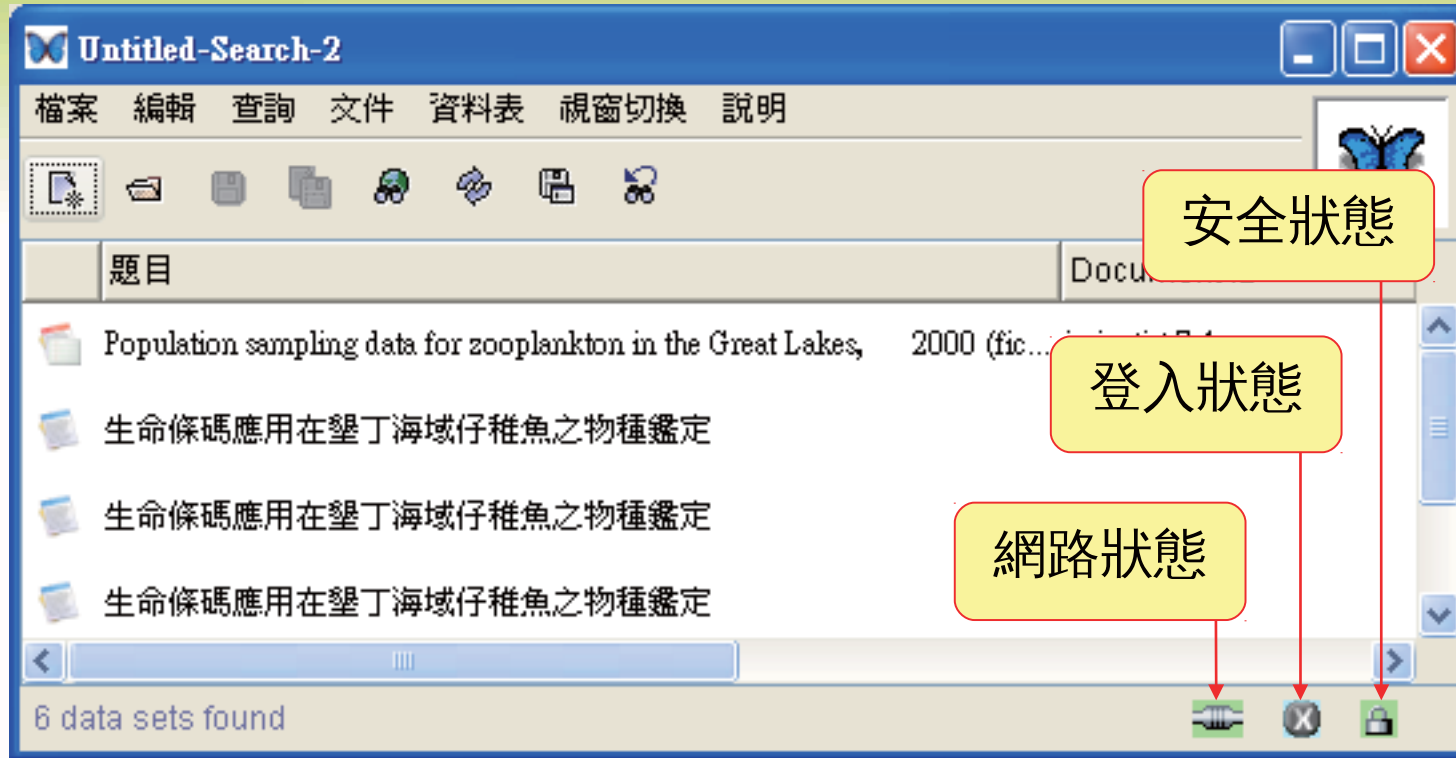 Untitled-Search-2
檔案 編輯 查詢 文件 資料表 視窗切換 說明
安全狀態
題目
Population sampling data for zooplankton in the Great Lakes, 2000 (fic...
登入狀態
生命條碼應用在墾丁海域仔稚魚之物種鑑定
生命條碼應用在墾丁海域仔稚魚之物種鑑定
網路狀態
生命條碼應用在墾丁海域仔稚魚之物種鑑定
6 data sets found